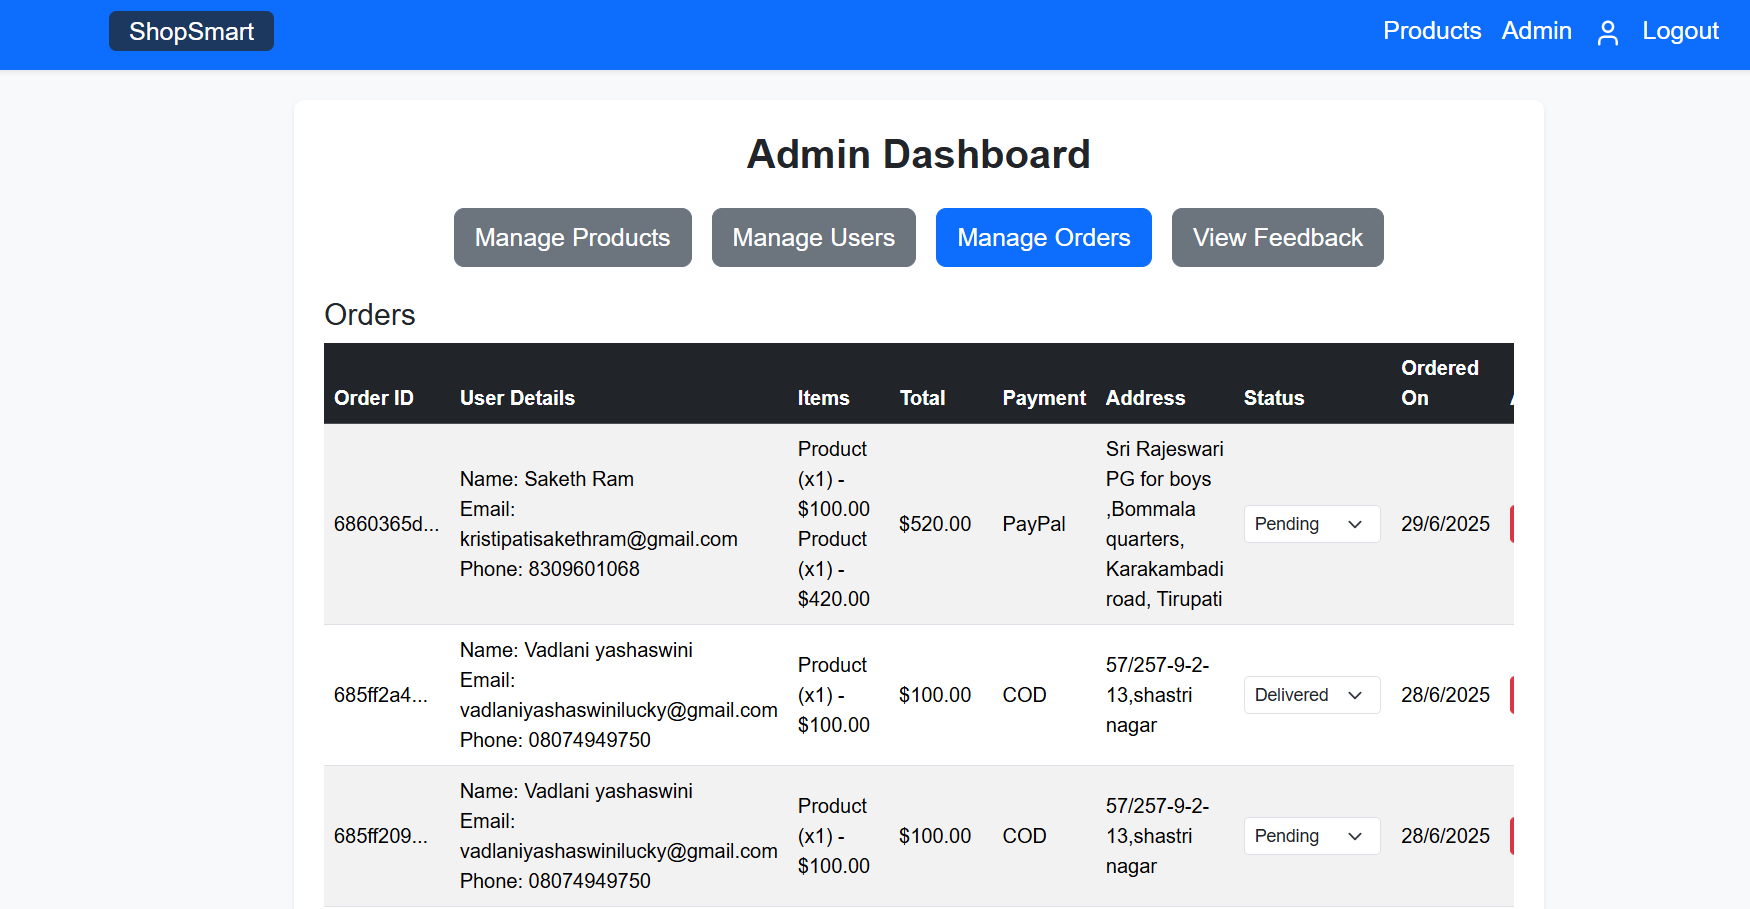 ShopSmart
Products Admin Logout
Admin Dashboard
Manage Products Manage Users Manage Orders View Feedback
Orders
Order ID User Details Items Total Payment Address Status Ordered On
6860365d...
Name: Saketh Ram
Email:
kristipatisakethram@gmail.com
Phone: 8309601068
Product
(x1) -
$100.00
Product
(x1) -
$420.00
$520.00
PayPal
Sri Rajeswari
PG for boys
,Bommala
quarters,
Karakambadi
road, Tirupati
Pending
29/6/2025
685ff2a4...
Name: Vadlani yashaswini
Email:
vadlaniyashaswinilucky@gmail.com
Phone: 08074949750
Product
(x1) -
$100.00
$100.00
COD
57/257-9-2-
13,shastri
nagar
Delivered
28/6/2025
685ff209...
Name: Vadlani yashaswini
Email:
vadlaniyashaswinilucky@gmail.com
Phone: 08074949750
Product
(x1) -
$100.00
$100.00
COD
57/257-9-2-
13,shastri
nagar
Pending
28/6/2025